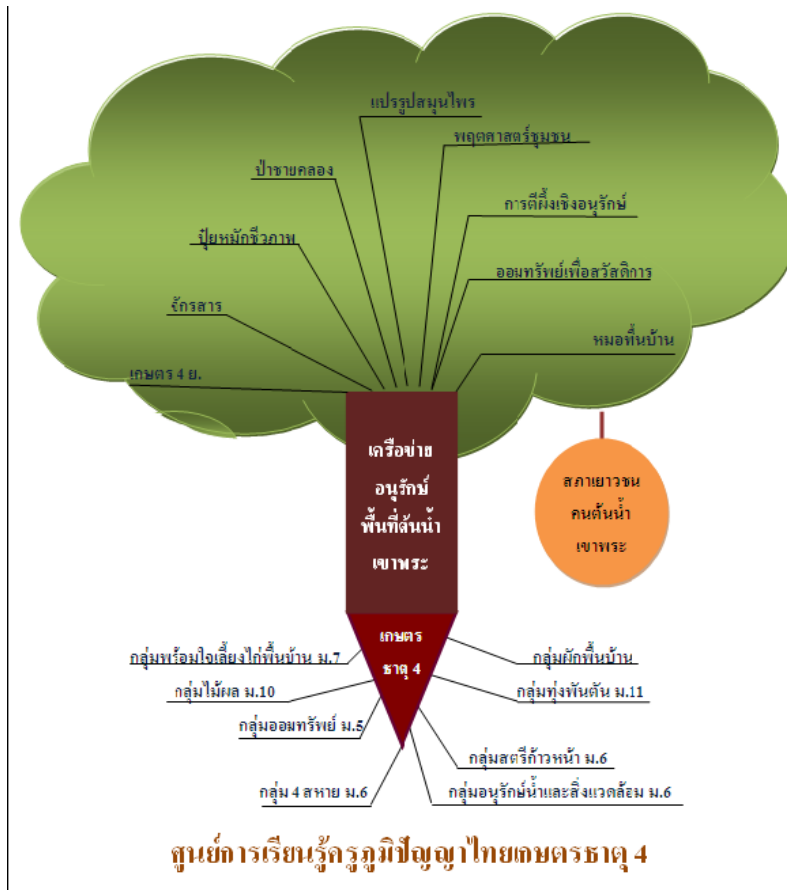 แปรรูปสมุนไพร
พฤตศาสตร์ชุมชน
ป่าชายคลอง
การตีผึ้งเชิงอนุรักษ์
ปุ๋ยหมักชีวภาพ
ออมทรัพย์เพื่อสวัสดิการ
จักรสาร
หมอพื้นบ้าน
เกษตร 4 ย.
เครือข่าย
อนุรักษ์
พื้นที่ต้นน้ำ
เขาพระ
สภาเยาวชน
คนต้นน้ำ
เขาพระ
เกษตร
ธาตุ 4
กลุ่มพร้อมใจเลี้ยงไก่พื้นบ้าน ม.7
กลุ่มผักพื้นบ้าน
กลุ่มไม้ผล ม.10
กลุ่มทุ่งพันตัน ม.11
กลุ่มออมทรัพย์ ม.5
กลุ่มสตรีก้าวหน้า ม.6
กลุ่ม 4 สหาย ม.6
กลุ่มอนุรักษ์น้ำและสิ่งแวดล้อม ม.6
ศูนย์การเรียนรู้ครูภูมิปัญญาไทยเกษตรธาตุ 4